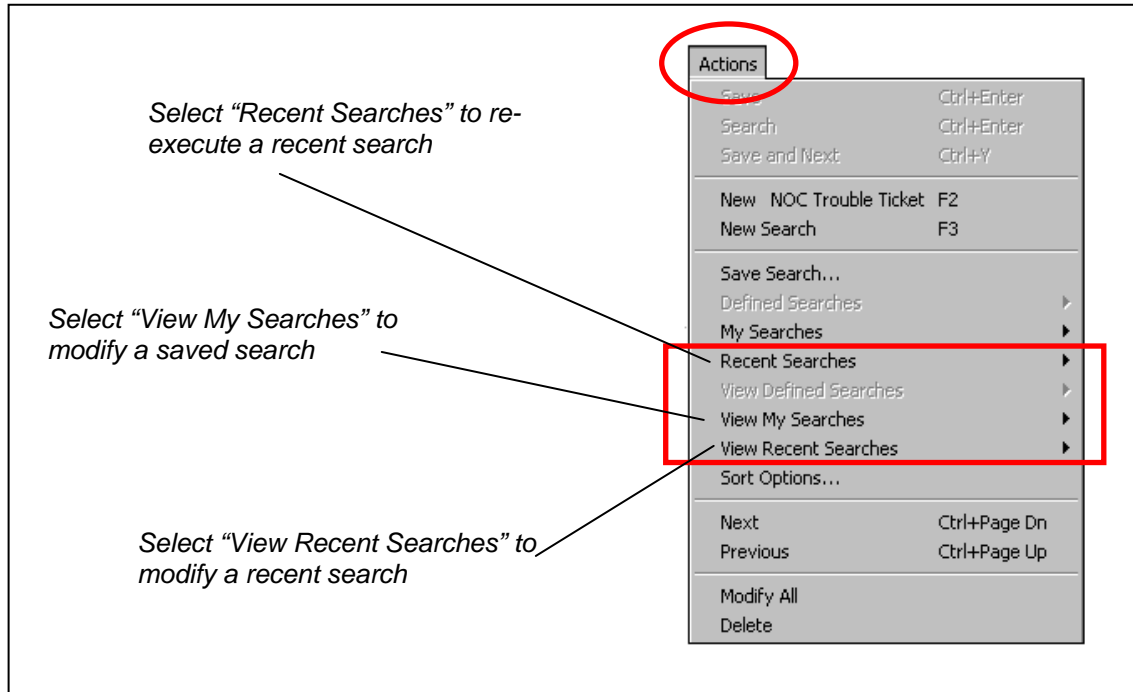 Actions
Save Ctrl+Enter
Search Ctrl+Enter
Save and Next Ctrl+Y
New NOC Trouble Ticket F2
New Search F3
Save Search...
Defined Searches
My Searches
Recent Searches
View Defined Searches
View My Searches
View Recent Searches
Sort Options...
Next Ctrl+Page Dn
Previous Ctrl+Page Up
Modify All
Delete
Select “Recent Searches” to re-
execute a recent search
Select “View My Searches” to
modify a saved search
Select “View Recent Searches” to
modify a recent search